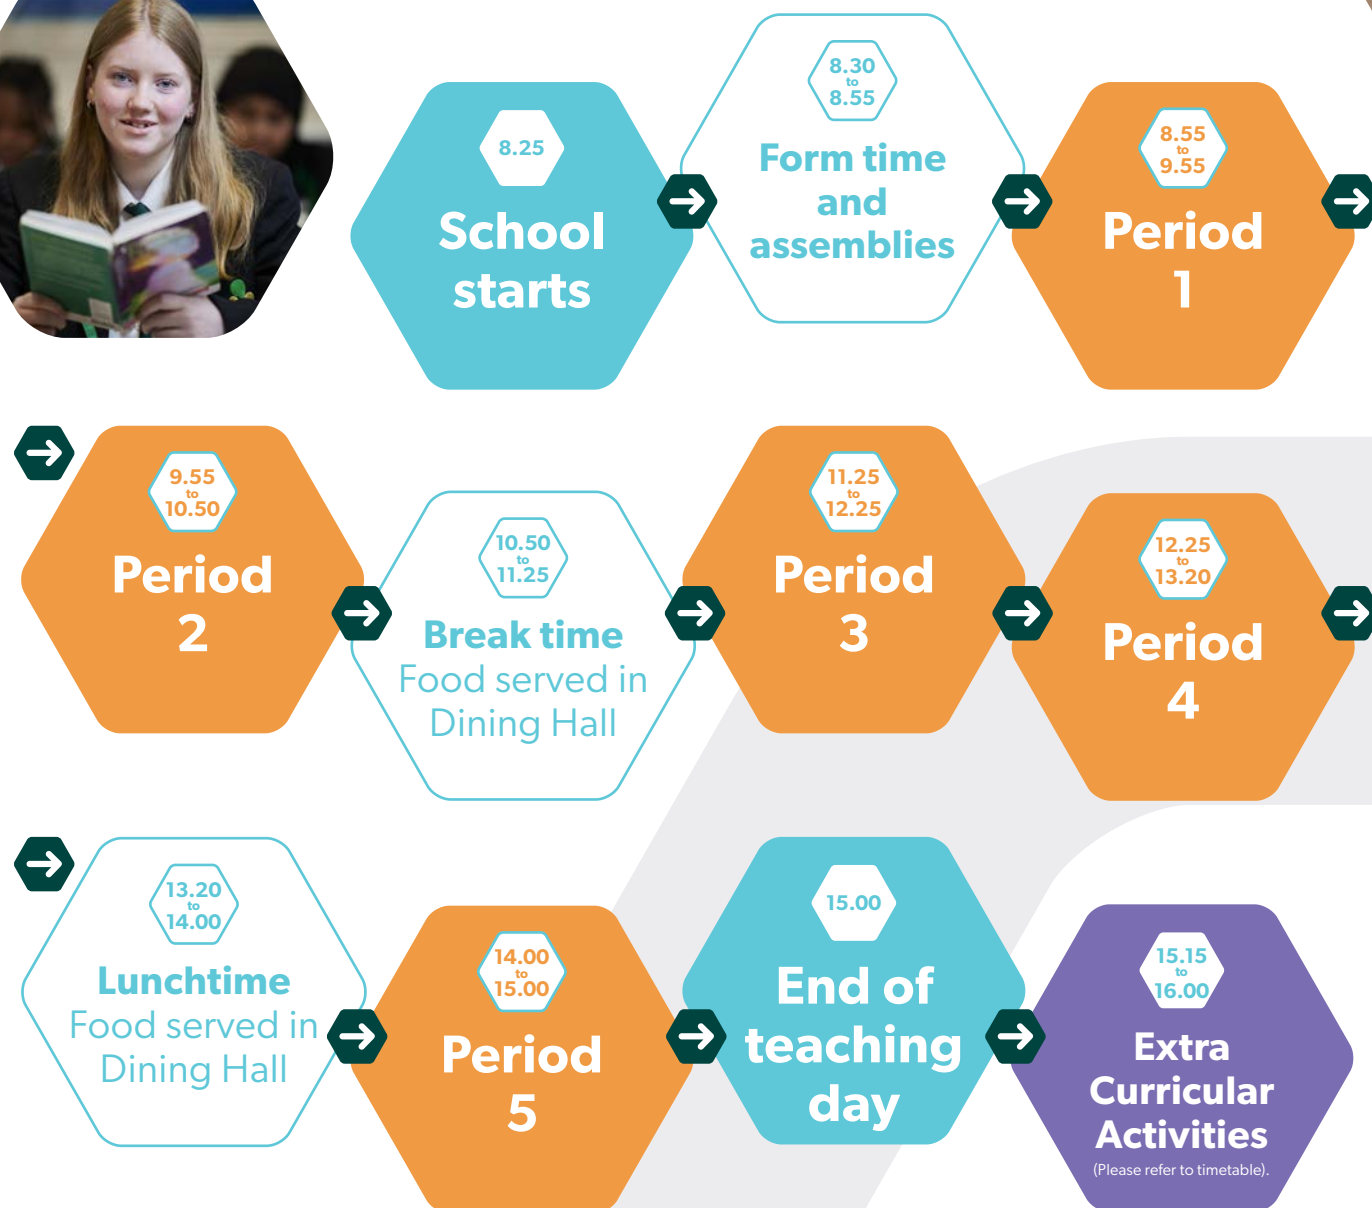 8.25
School
starts
8.30
to
8.55
Form time
and
assemblies
8.55
to
9.55
Period
1
9.55
to
10.50
Period
2
10.50
to
11.25
Break time
Food served in
Dining Hall
11.25
to
12.25
Period
3
12.25
to
13.20
Period
4
13.20
to
14.00
Lunchtime
Food served in
Dining Hall
14.00
to
15.00
Period
5
15.00
End of
teaching
day
15.15
to
16.00
Extra
Curricular
Activities
(Please refer to timetable).